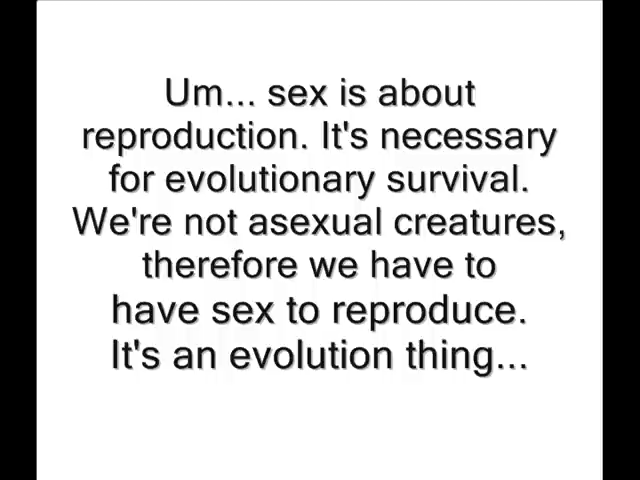 Um... sex is about
reproduction. It's necessary
for evolutionary survival.
We're not asexual creatures,
therefore we have to
have sex to reproduce.
It's an evolution thing...